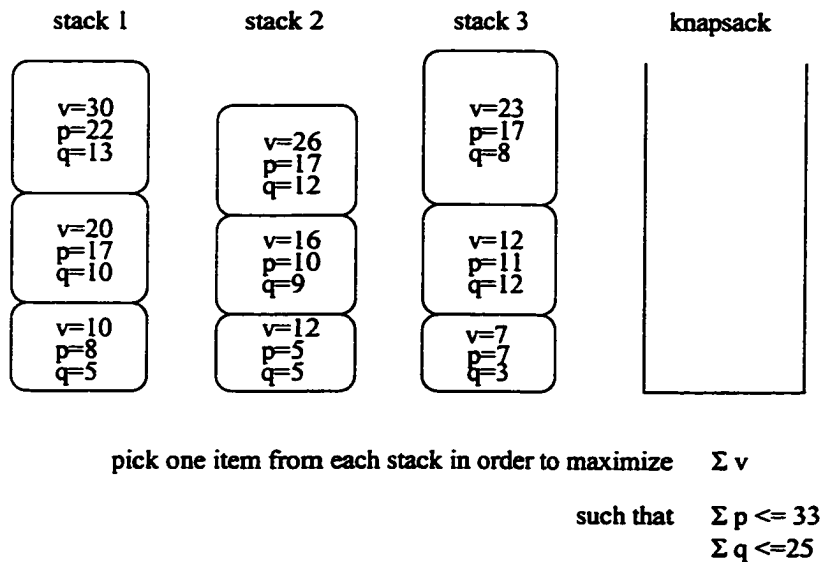 stack 1 stack 2 stack 3 knapsack
v=30
p=22
q=13
v=20
p=17
q=10
v=10
p=8
q=5
v=26
p=17
q=12
v=16
p=10
q=9
v=12
p=5
q=5
v=23
p=17
q=8
v=12
p=11
q=12
v=7
p=7
q=3
pick one item from each stack in order to maximize Σ v
such that Σ p <= 33
Σ q <=25